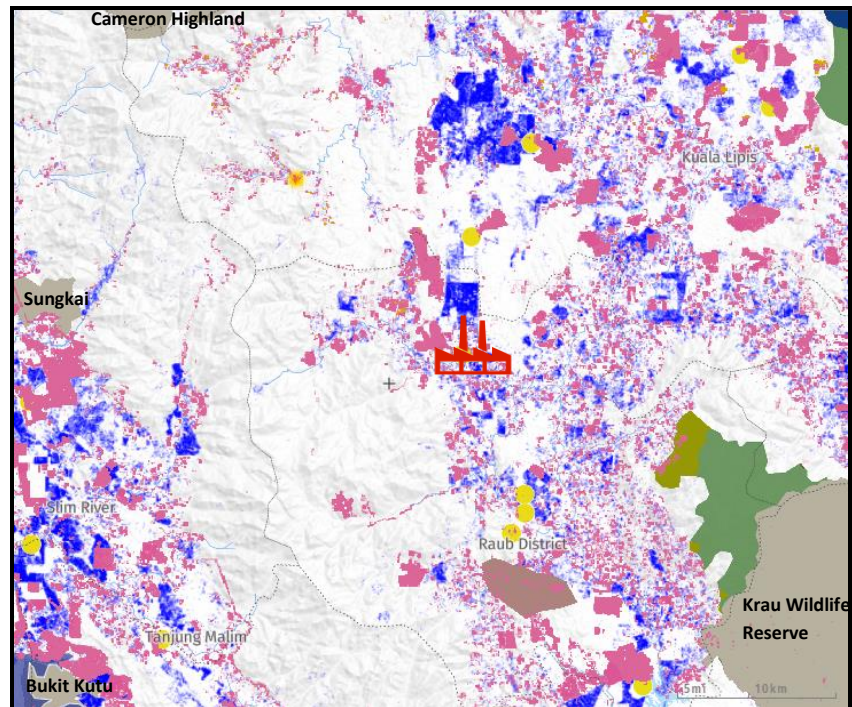 Cameron Highland
Kuala Lipis
Sungkai
Slim River
Raub District
Krau Wildlife
Reserve
Tanjung Malim
Bukit Kutu
5mi
10km